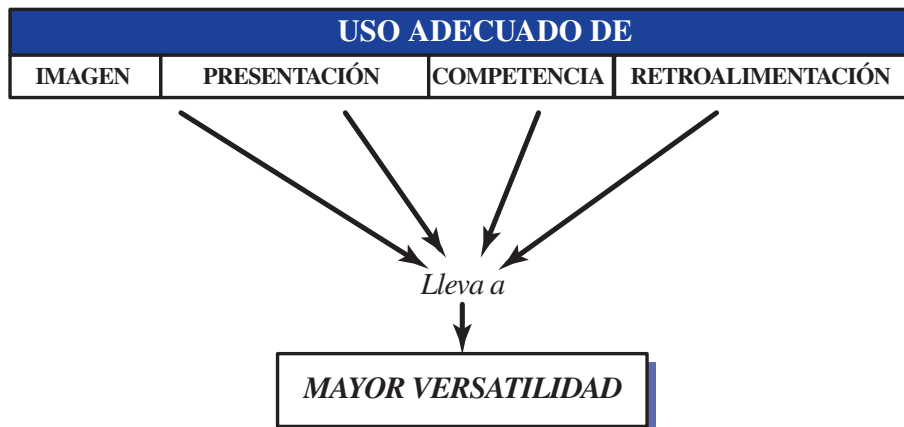 USO ADECUADO DE
IMAGEN PRESENTACIÓN COMPETENCIA RETROALIMENTACIÓN
Lleva a
MAYOR VERSATILIDAD